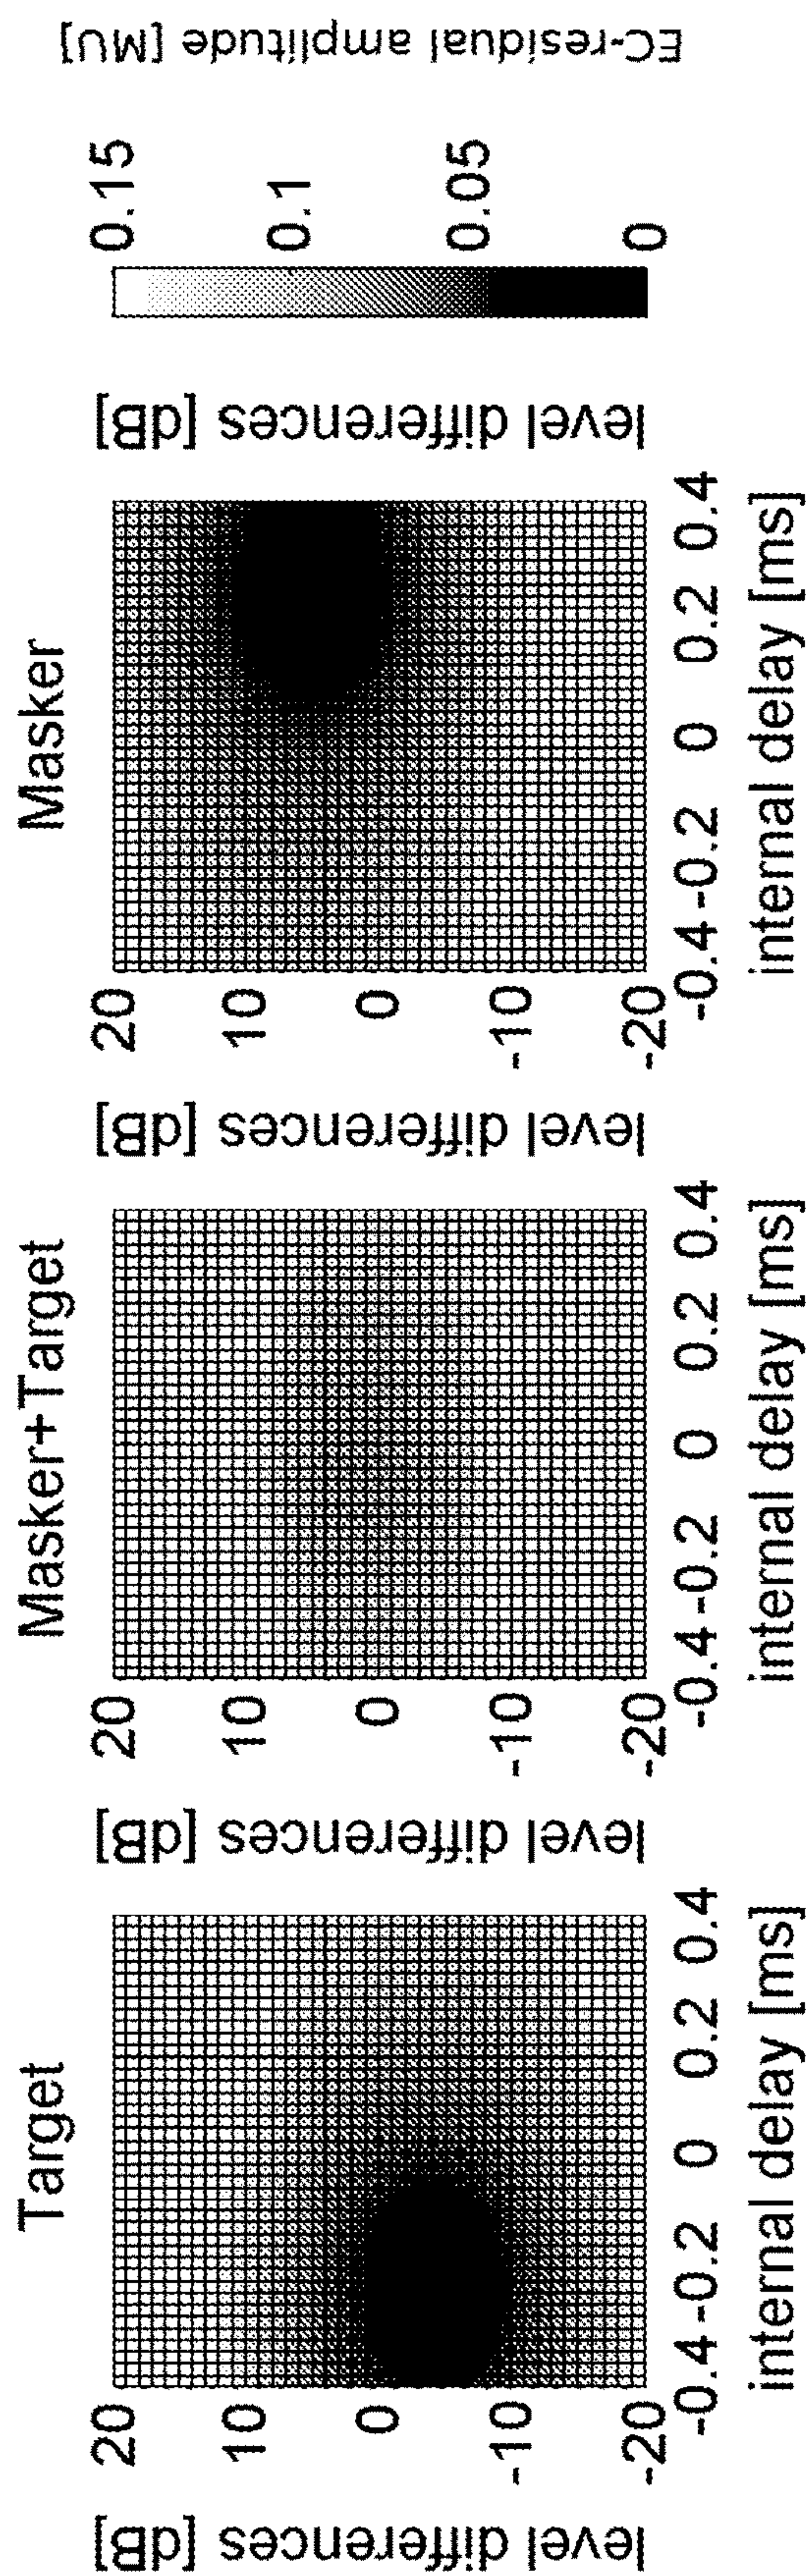 Target
level differences [dB]
20
10
0
-10
-20
-0.4 -0.2 0 0.2 0.4
internal delay [ms]
Masker+Target
level differences [dB]
20
10
0
-10
-20
-0.4 -0.2 0 0.2 0.4
internal delay [ms]
Masker
level differences [dB]
20
10
0
-10
-20
-0.4 -0.2 0 0.2 0.4
internal delay [ms]
level differences [dB]
0.15
0.1
0.05
0
EC-residual amplitude [MU]